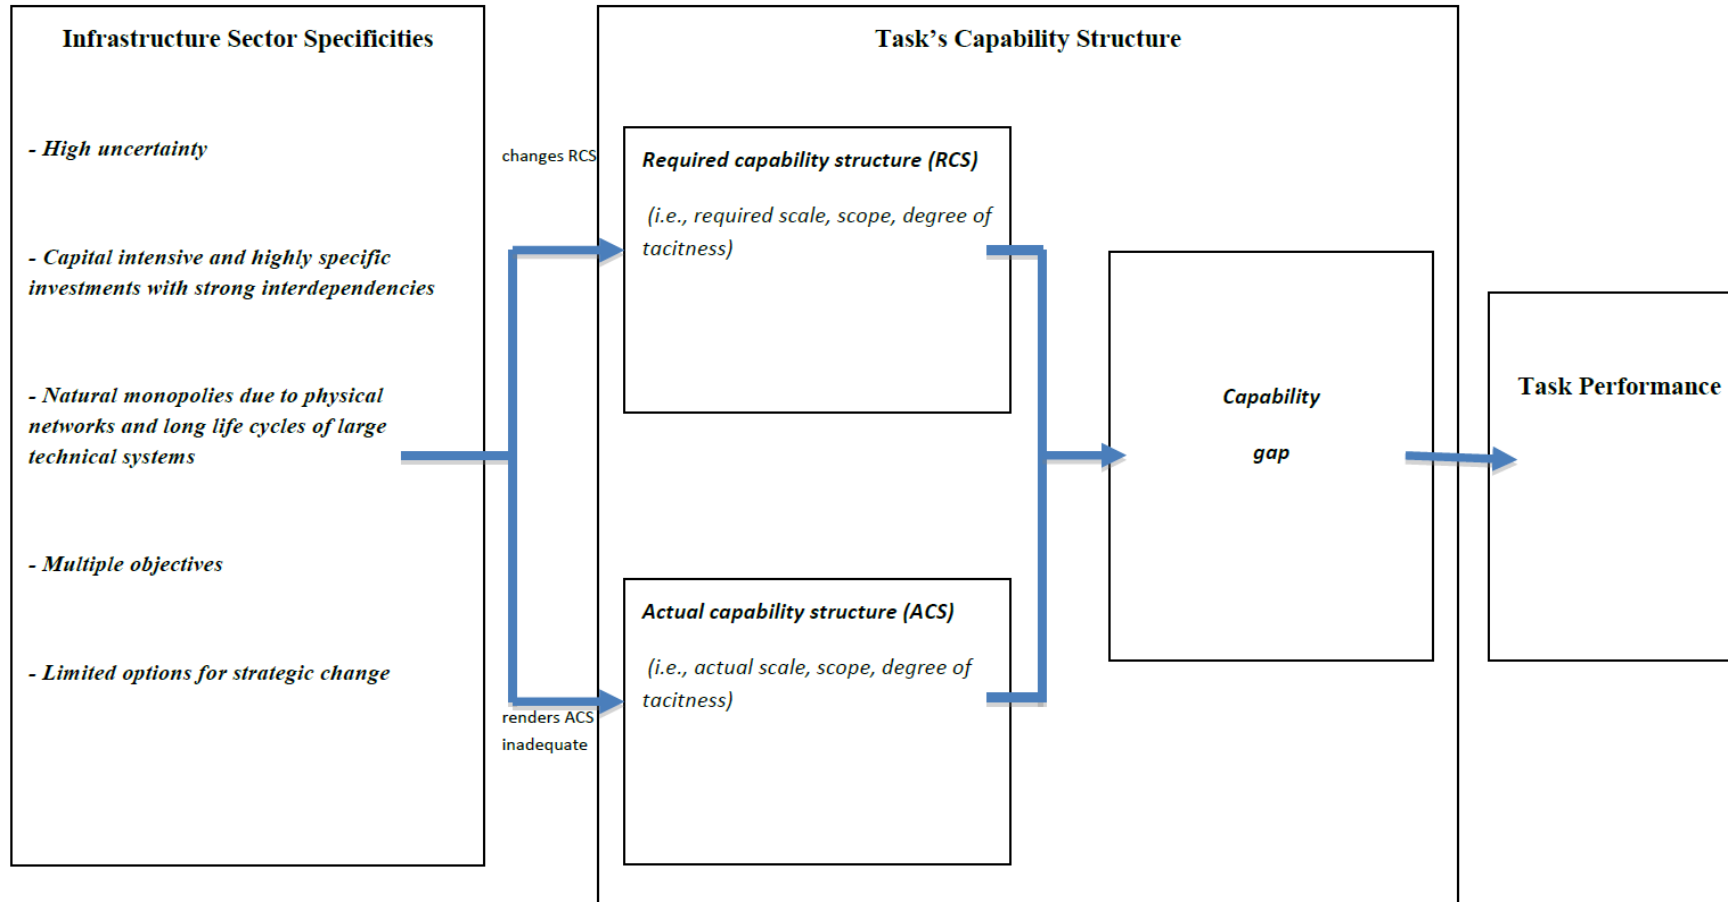 Infrastructure Sector Specificities
- High uncertainty
- Capital intensive and highly specific
investments with strong interdependencies
- Natural monopolies due to physical
networks and long life cycles of large
technical systems
- Multiple objectives
- Limited options for strategic change
changes RCS
renders ACS
inadequate
Task’s Capability Structure
Required capability structure (RCS)
(i.e., required scale, scope, degree of
tacitness)
Actual capability structure (ACS)
(i.e., actual scale, scope, degree of
tacitness)
Capability
gap
Task Performance